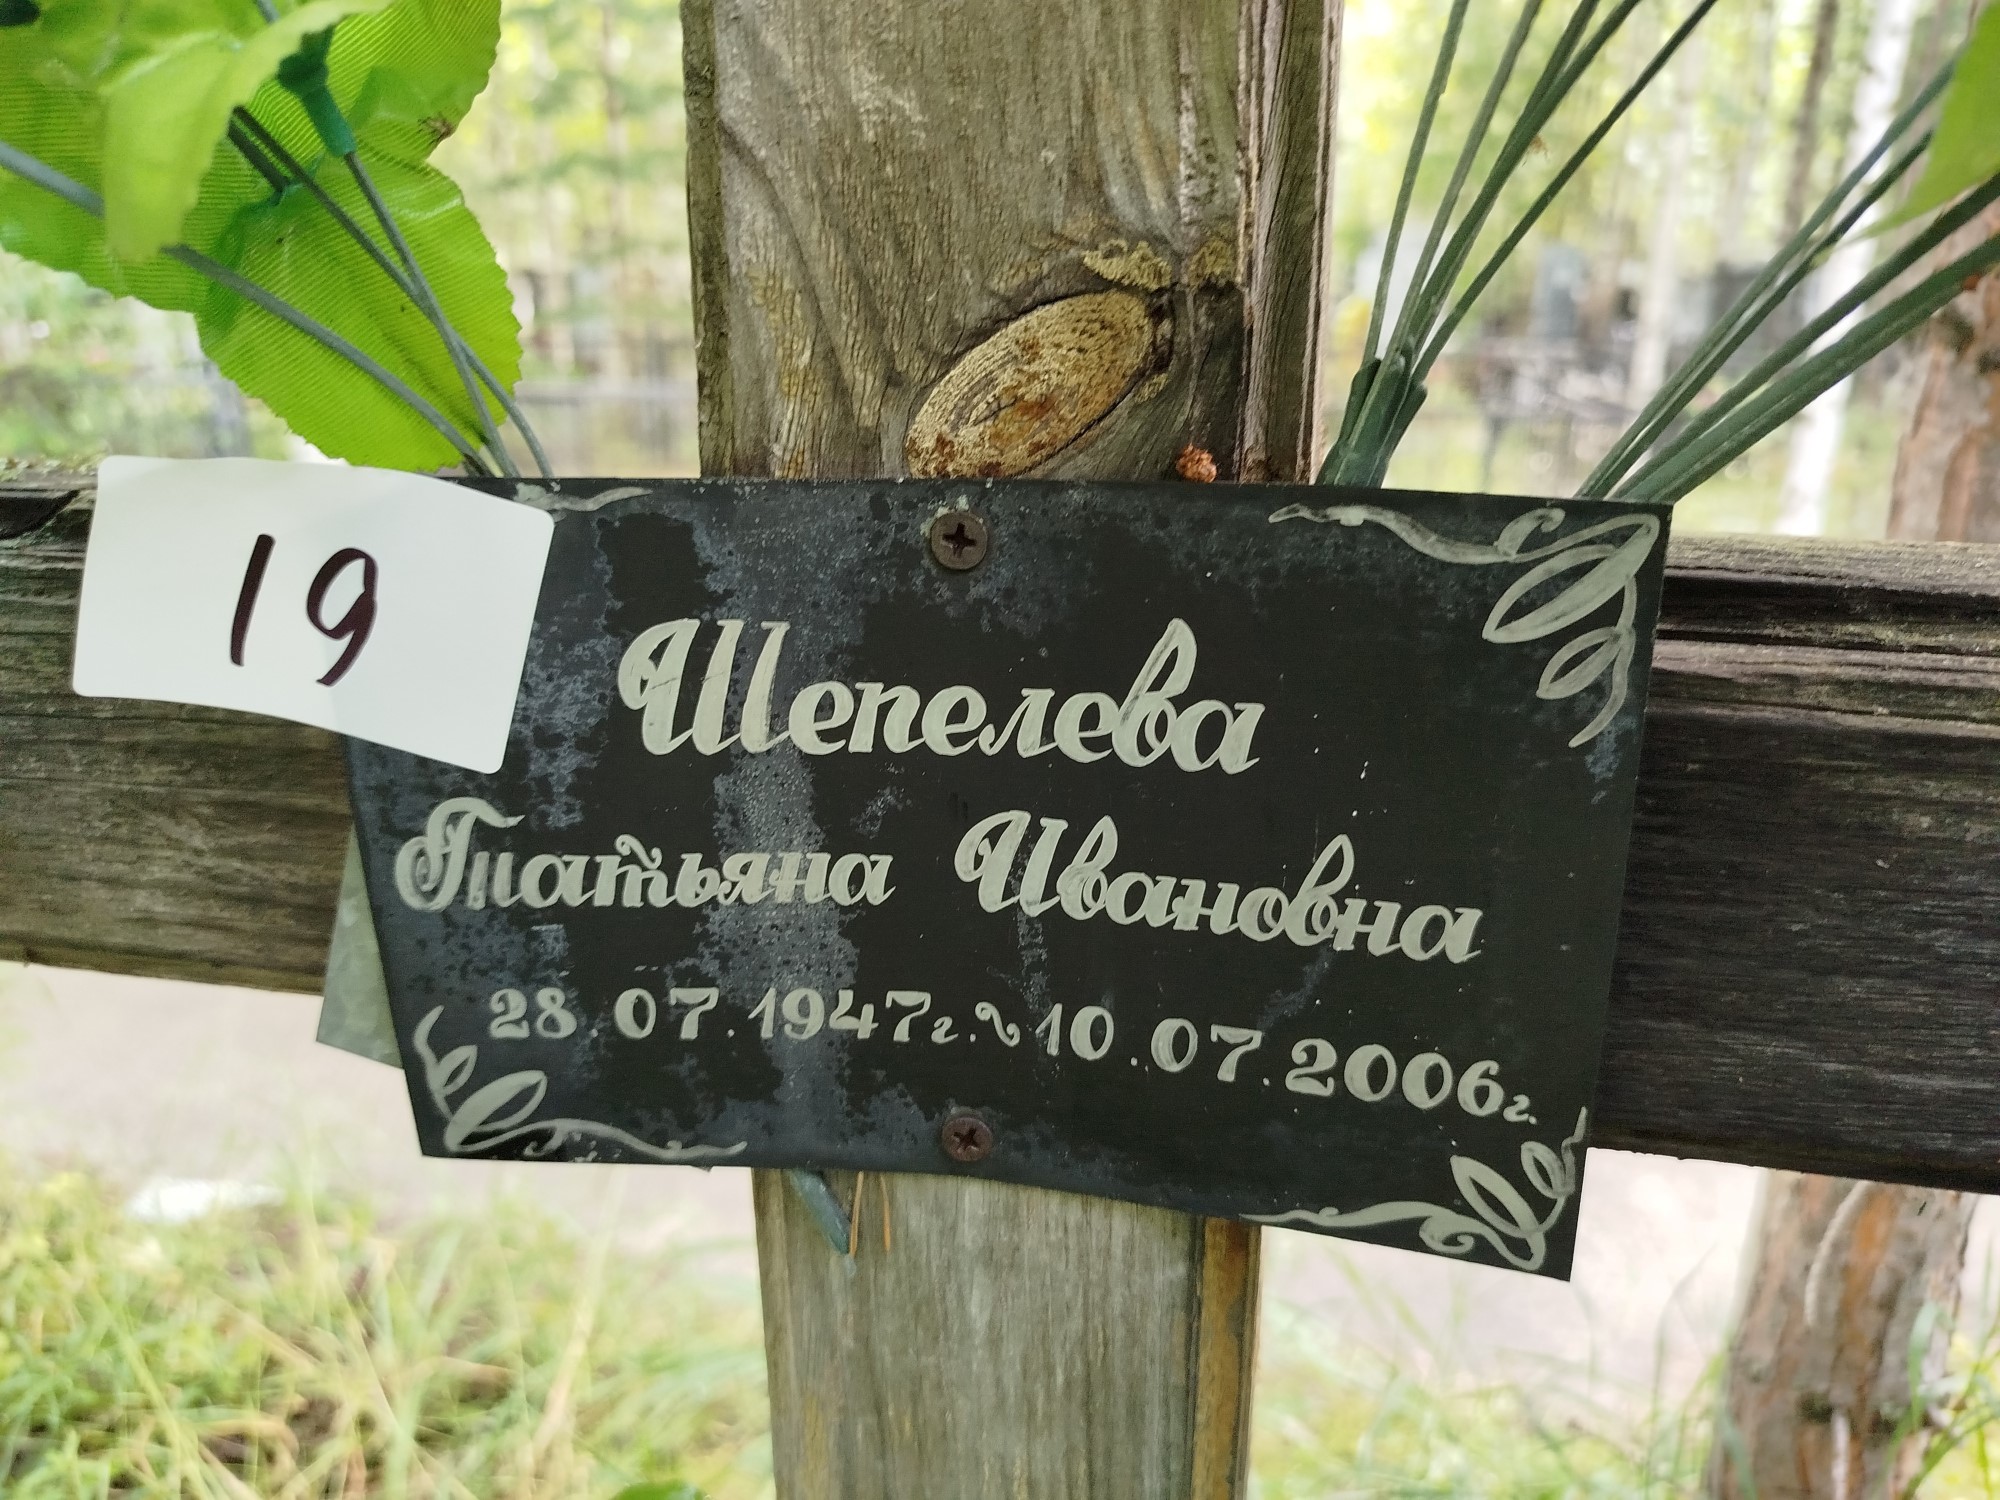 19
Шепелева
Татьяна Ивановна
28.07.1947г.~10.07.2006г.